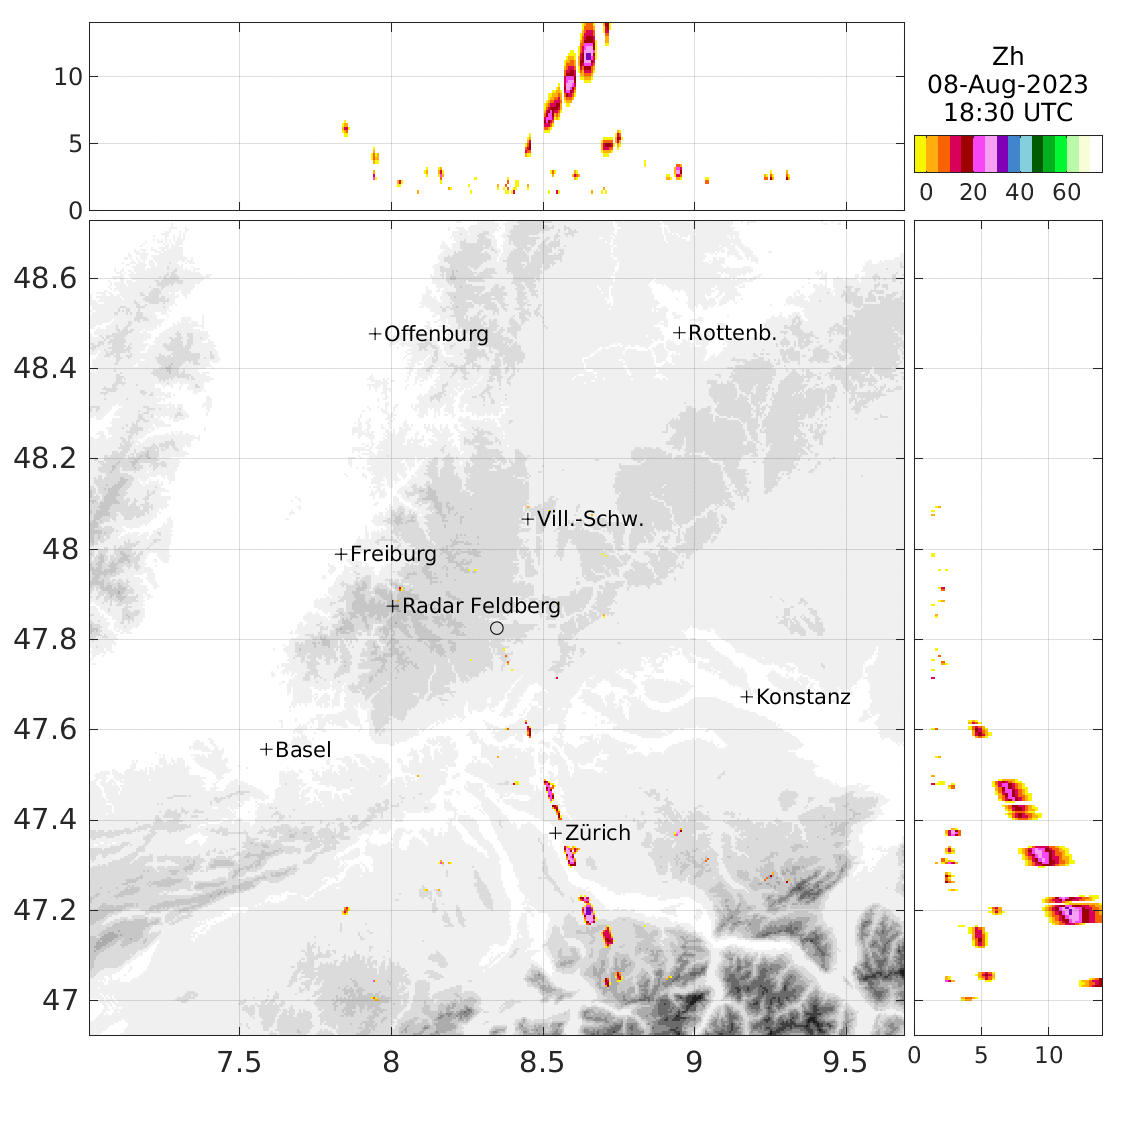 10
5
0
Zh
08-Aug-2023
18:30 UTC
0 20 40 60
48.6
48.4
48.2
48
47.8
47.6
47.4
47.2
47
Offenburg
Rottenb.
Vill.-Schw.
Freiburg
Radar Feldberg
Konstanz
Basel
Zürich
7.5 8 8.5 9 9.5
0 5 10